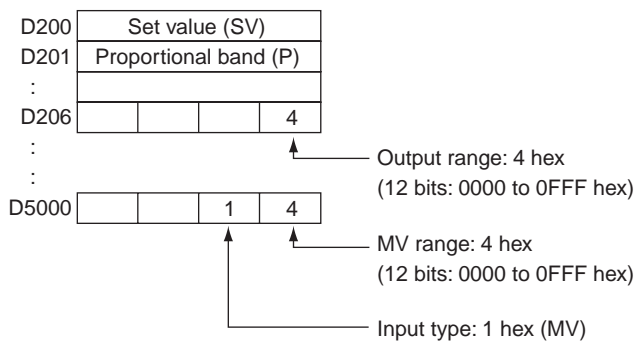 D200 Set value (SV)
D201 Proportional band (P)
:
D206 4
:
Output range: 4 hex
:
(12 bits: 0000 to 0FFF hex)
D5000 1 4
MV range: 4 hex
(12 bits: 0000 to 0FFF hex)
Input type: 1 hex (MV)